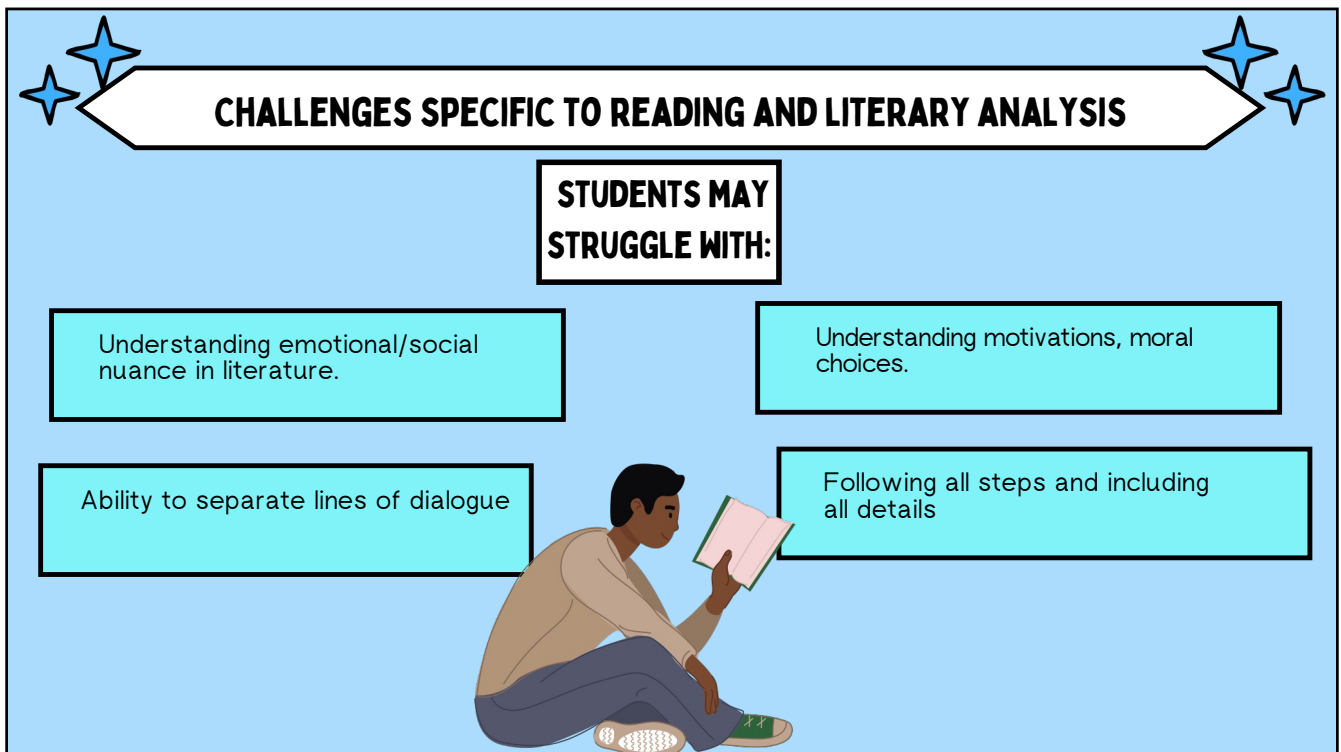 CHALLENGES SPECIFIC TO READING AND LITERARY ANALYSIS
STUDENTS MAY
STRUGGLE WITH:
Understanding emotional/social
nuance in literature.
Understanding motivations, moral
choices.
Ability to separate lines of dialogue
Following all steps and including
all details